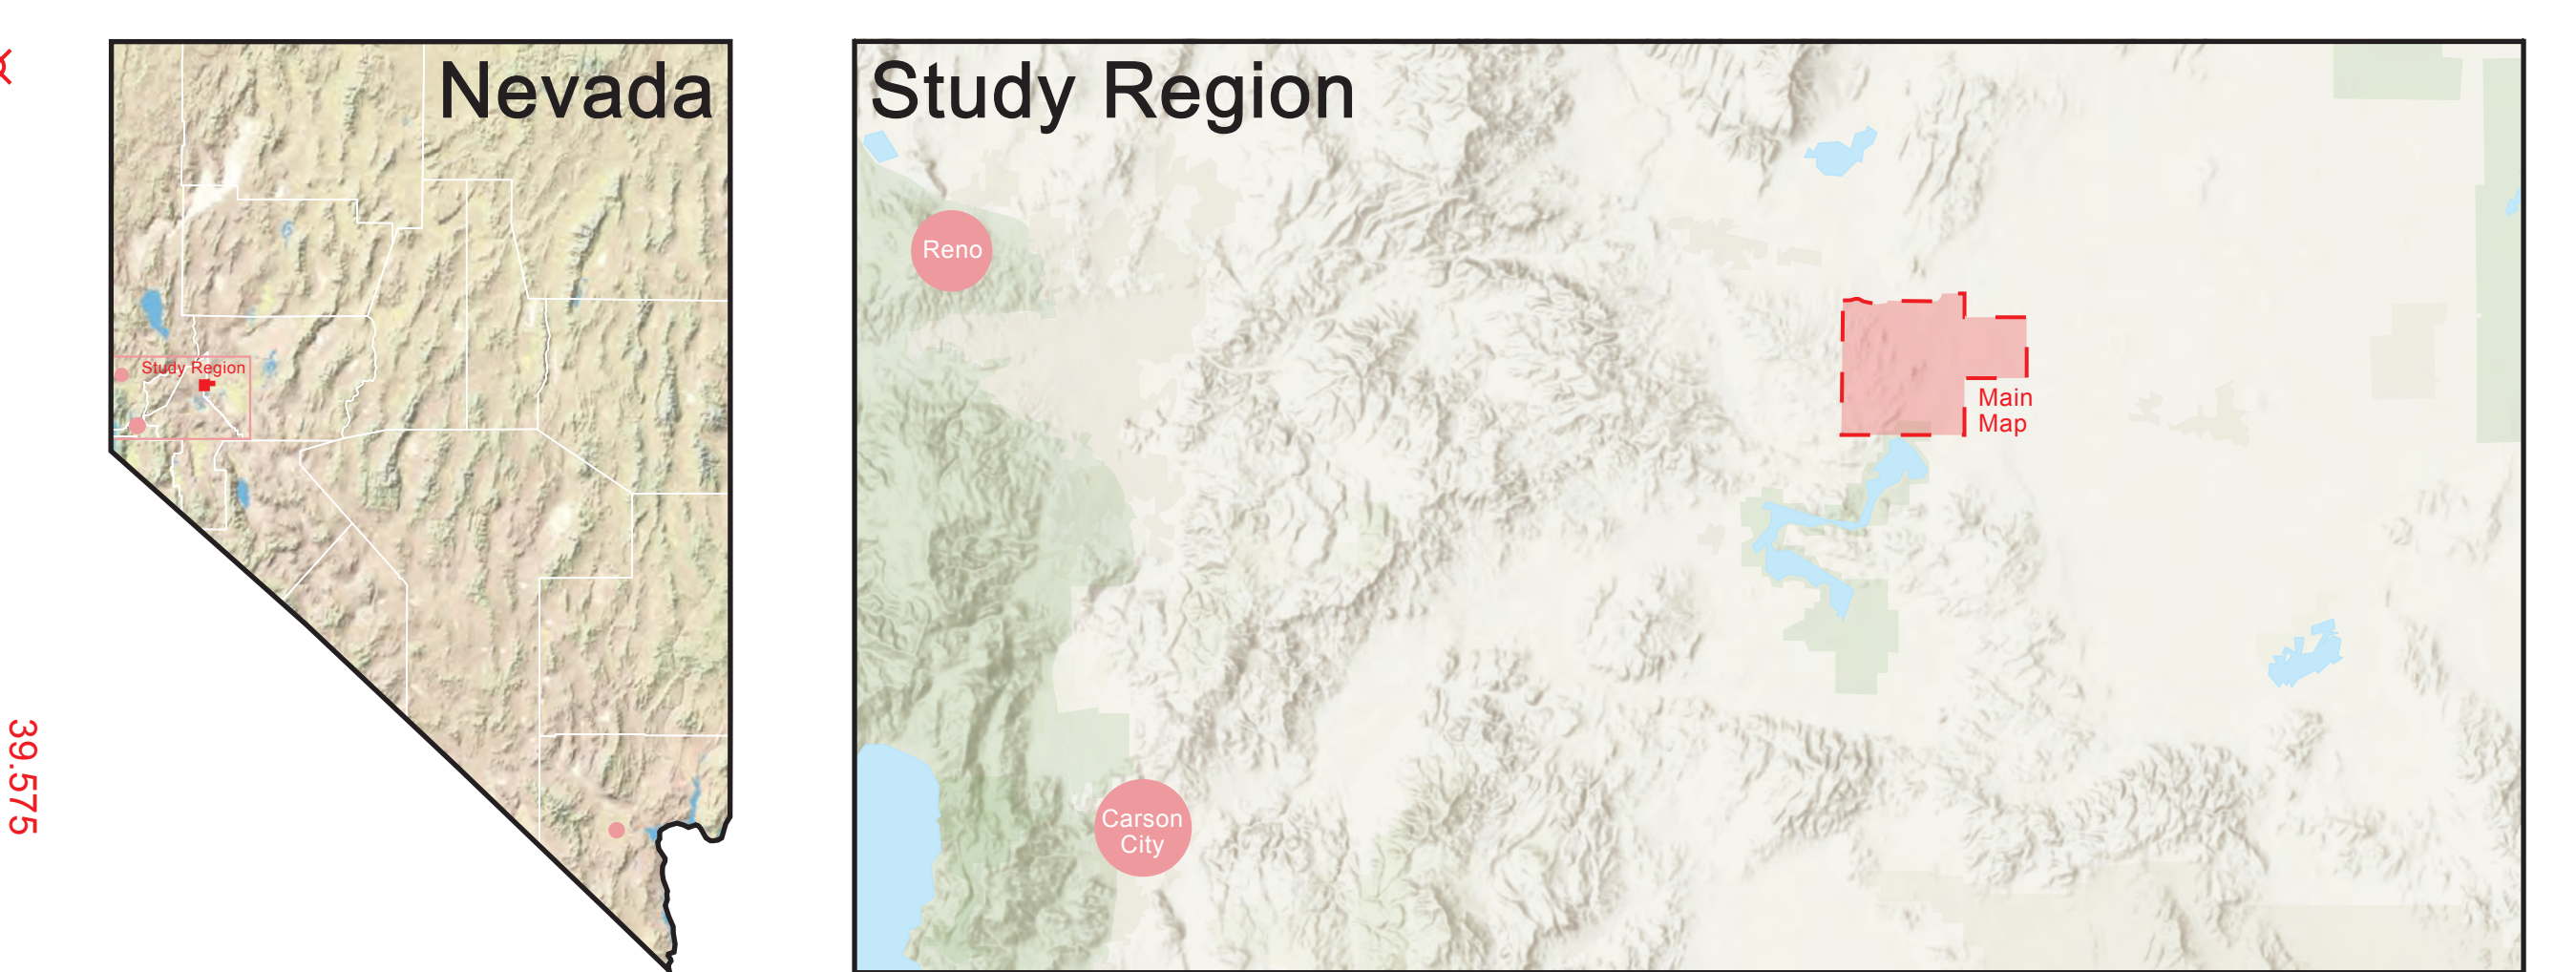 Nevada
Study Region
Study Region
Reno
Main
Map
Carson
City
39.575